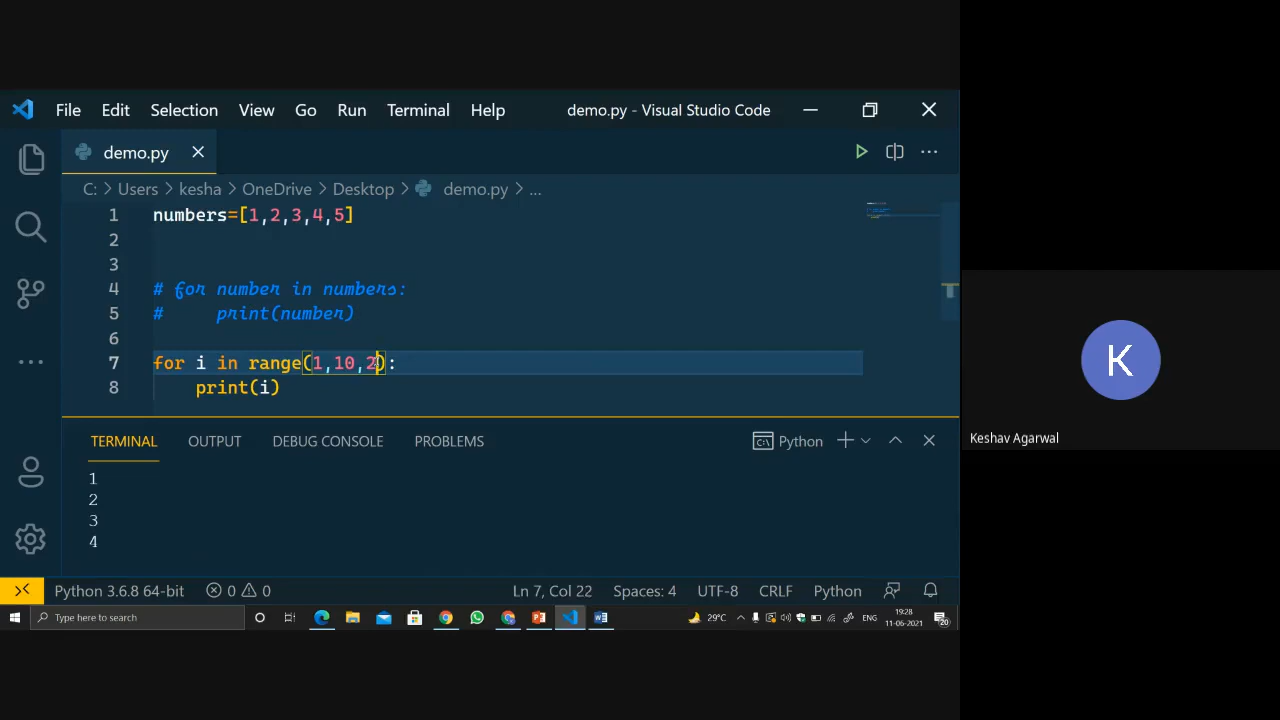 File Edit Selection View Go Run Terminal Help demo.py - Visual Studio Code
demo.py
C: > Users > kesha > OneDrive > Desktop > demo.py > ...
1 numbers=[1,2,3,4,5]
2
3
4 # for number in numbers:
5 #     print(number)
6
7 for i in range(1,10,2):
8     print(i)
TERMINAL OUTPUT DEBUG CONSOLE PROBLEMS Python
1
2
3
4
K
Keshav Agarwal
Python 3.6.8 64-bit 0 0 Ln 7, Col 22 Spaces: 4 UTF-8 CRLF Python
Type here to search 29°C ENG 19:28
11-06-2021 20